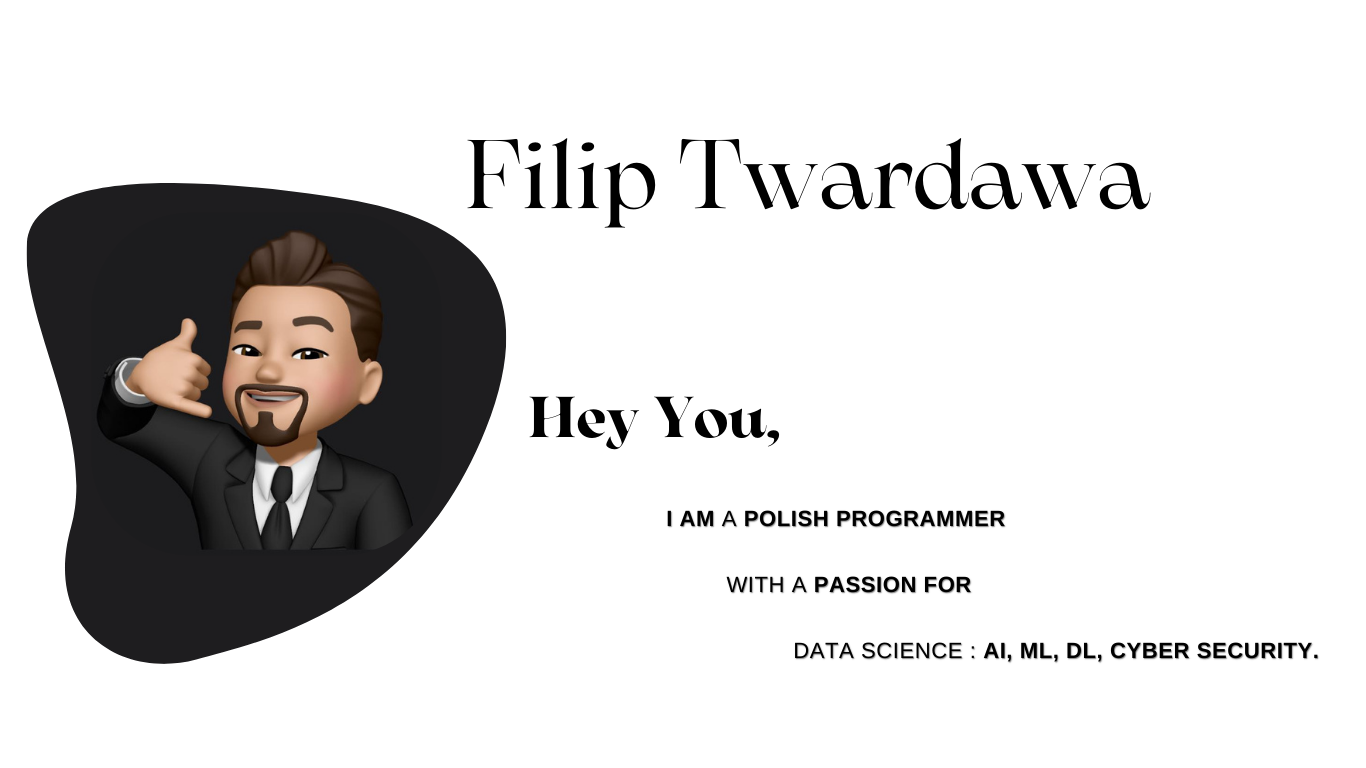 Filip Twardawa
Hey You,
I AM A POLISH PROGRAMMER
WITH A PASSION FOR
DATA SCIENCE : AI, ML, DL, CYBER SECURITY.